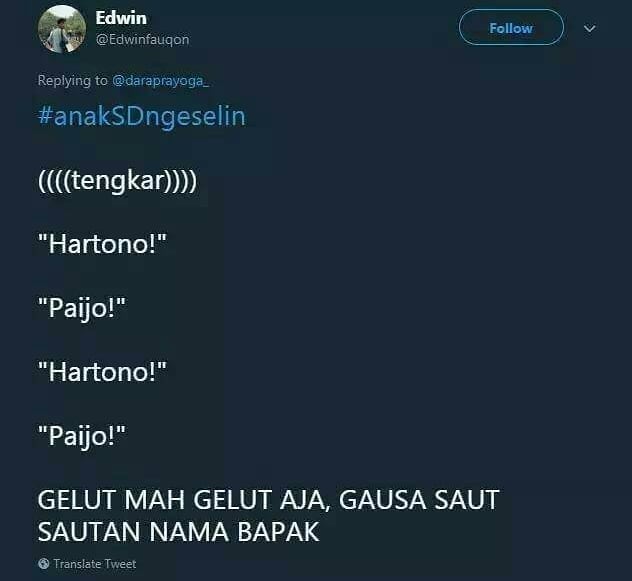 Edwin
@Edwinfauqon
Follow
Replying to @daraprayoga_
#anakSDngeselin
((((tengkar))))
"Hartono!"
"Paijo!"
"Hartono!"
"Paijo!"
GELUT MAH GELUT AJA, GAUSA SAUT
SAUTAN NAMA BAPAK
Translate Tweet